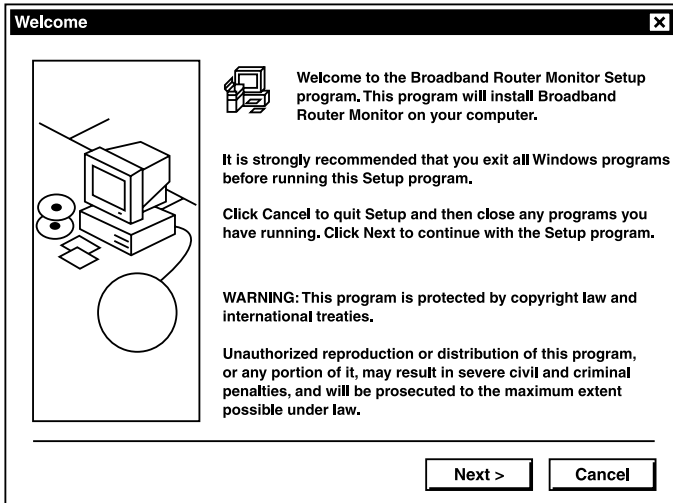 Welcome
Welcome to the Broadband Router Monitor Setup
program. This program will install Broadband
Router Monitor on your computer.
It is strongly recommended that you exit all Windows programs
before running this Setup program.
Click Cancel to quit Setup and then close any programs you
have running. Click Next to continue with the Setup program.
WARNING: This program is protected by copyright law and
international treaties.
Unauthorized reproduction or distribution of this program,
or any portion of it, may result in severe civil and criminal
penalties, and will be prosecuted to the maximum extent
possible under law.
Next >
Cancel